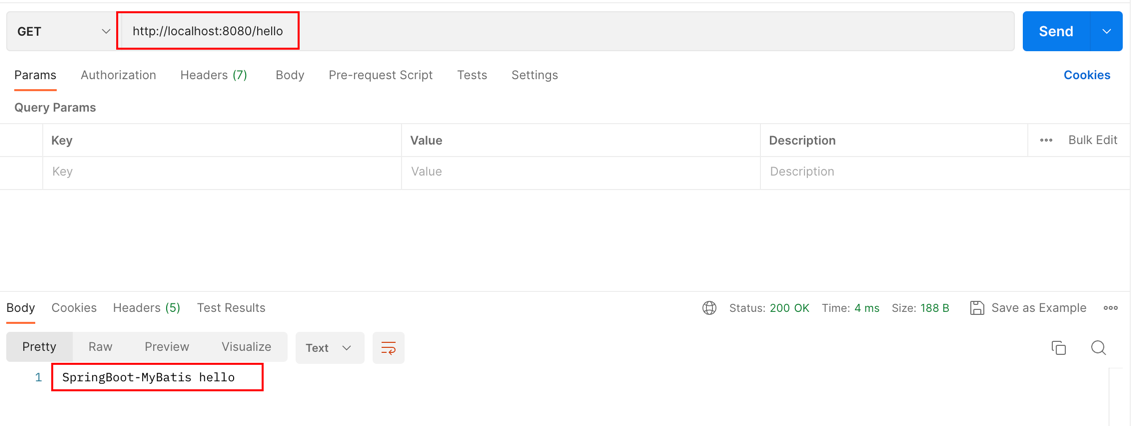 GET http://localhost:8080/hello Send
Params Authorization Headers (7) Body Pre-request Script Tests Settings Cookies
Query Params
Key Value Description ••• Bulk Edit
Key Value Description
Body Cookies Headers (5) Test Results Status: 200 OK Time: 4 ms Size: 188 B Save as Example
Pretty Raw Preview Visualize Text
1 SpringBoot-MyBatis hello